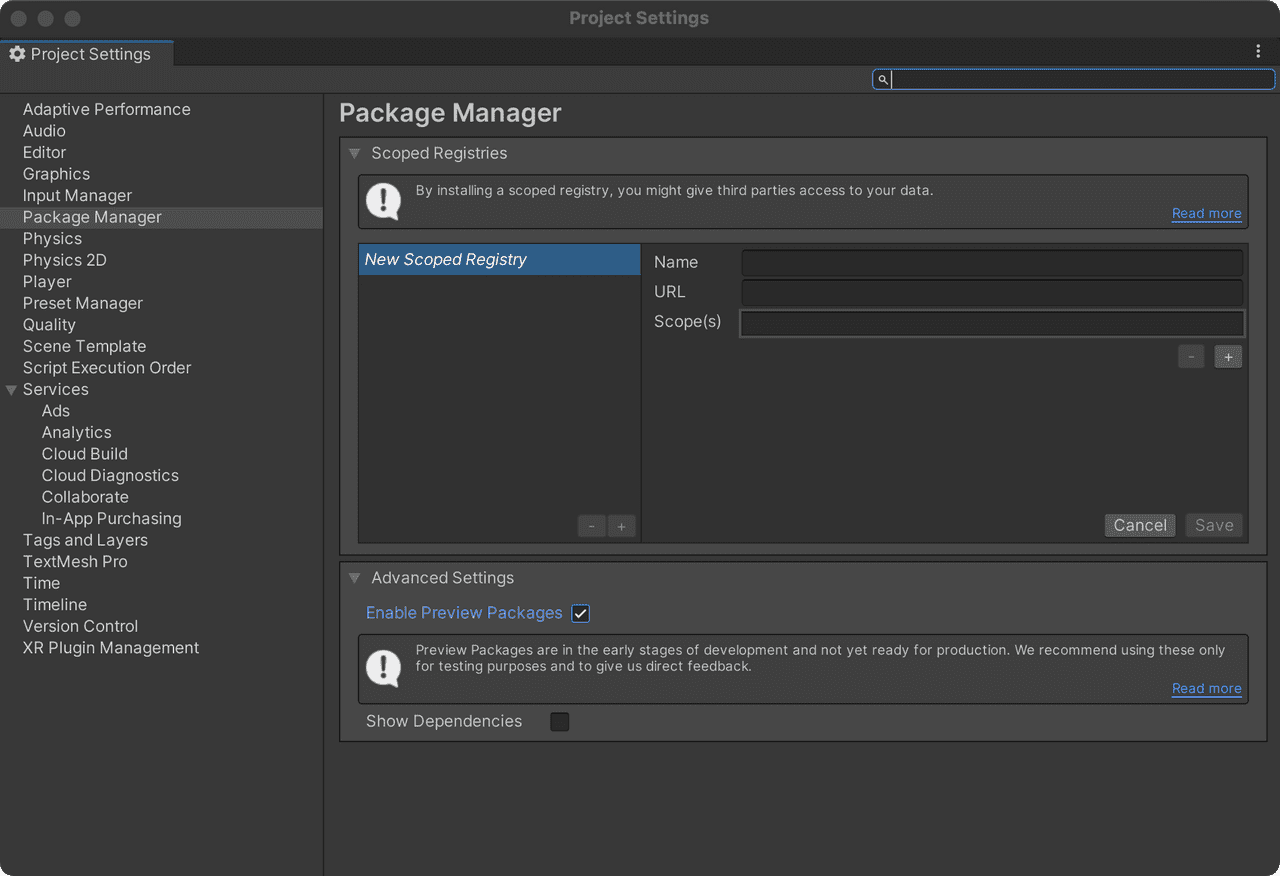 Project Settings
Project Settings
Adaptive Performance
Audio
Editor
Graphics
Input Manager
Package Manager
Physics
Physics 2D
Player
Preset Manager
Quality
Scene Template
Script Execution Order
Services
Ads
Analytics
Cloud Build
Cloud Diagnostics
Collaborate
In-App Purchasing
Tags and Layers
TextMesh Pro
Time
Timeline
Version Control
XR Plugin Management
Package Manager
Scoped Registries
By installing a scoped registry, you might give third parties access to your data.
Read more
New Scoped Registry
- +
Name
URL
Scope(s)
- +
Cancel Save
Advanced Settings
Enable Preview Packages
Preview Packages are in the early stages of development and not yet ready for production. We recommend using these only
for testing purposes and to give us direct feedback.
Read more
Show Dependencies